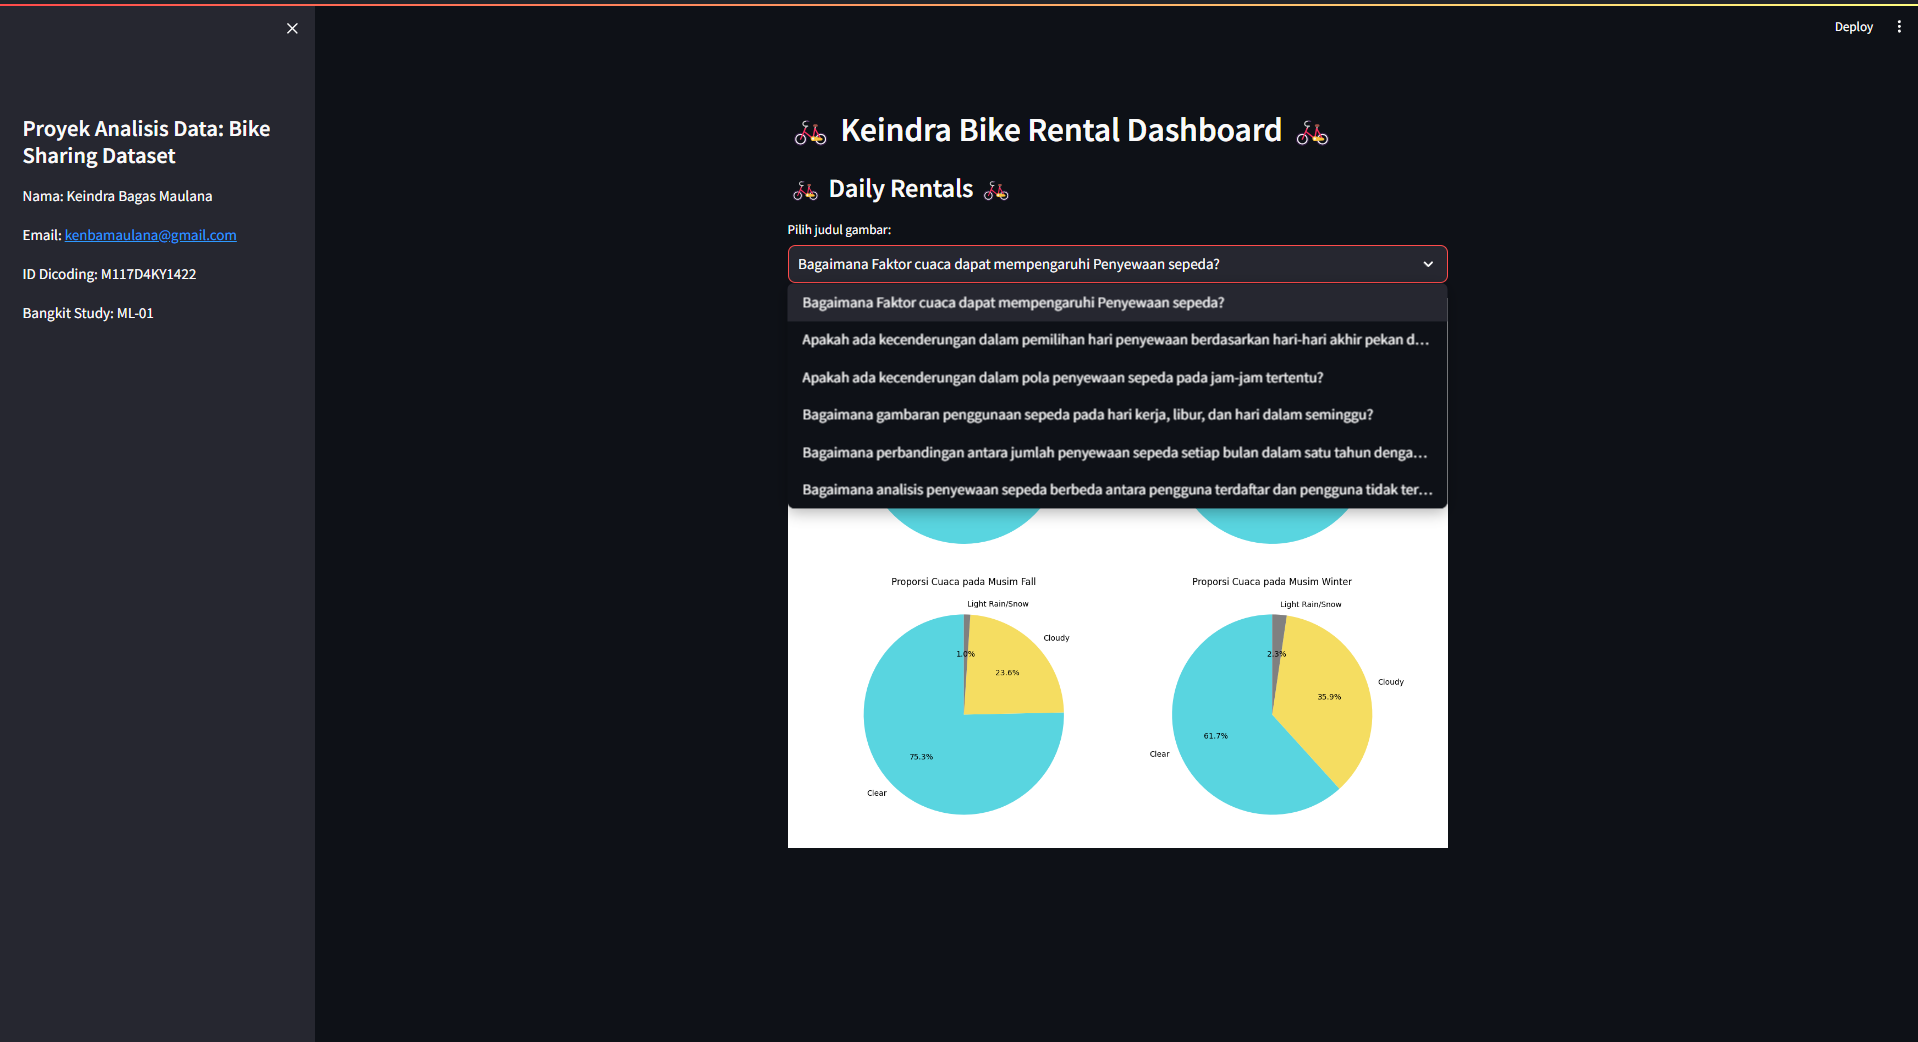 Deploy
Proyek Analisis Data: Bike
Sharing Dataset
Nama: Keindra Bagas Maulana
Email: kenbamaulana@gmail.com
ID Dicoding: M117D4KY1422
Bangkit Study: ML-01
Keindra Bike Rental Dashboard
Daily Rentals
Pilih judul gambar:
Bagaimana Faktor cuaca dapat mempengaruhi Penyewaan sepeda?
Bagaimana Faktor cuaca dapat mempengaruhi Penyewaan sepeda?
Apakah ada kecenderungan dalam pemilihan hari penyewaan berdasarkan hari-hari akhir pekan d...
Apakah ada kecenderungan dalam pola penyewaan sepeda pada jam-jam tertentu?
Bagaimana gambaran penggunaan sepeda pada hari kerja, libur, dan hari dalam seminggu?
Bagaimana perbandingan antara jumlah penyewaan sepeda setiap bulan dalam satu tahun denga...
Bagaimana analisis penyewaan sepeda berbeda antara pengguna terdaftar dan pengguna tidak ter...
Proporsi Cuaca pada Musim Fall
Light Rain/Snow
Cloudy
1.0%
23.6%
75.3%
Clear
Proporsi Cuaca pada Musim Winter
Light Rain/Snow
2.3%
Cloudy
35.9%
61.7%
Clear